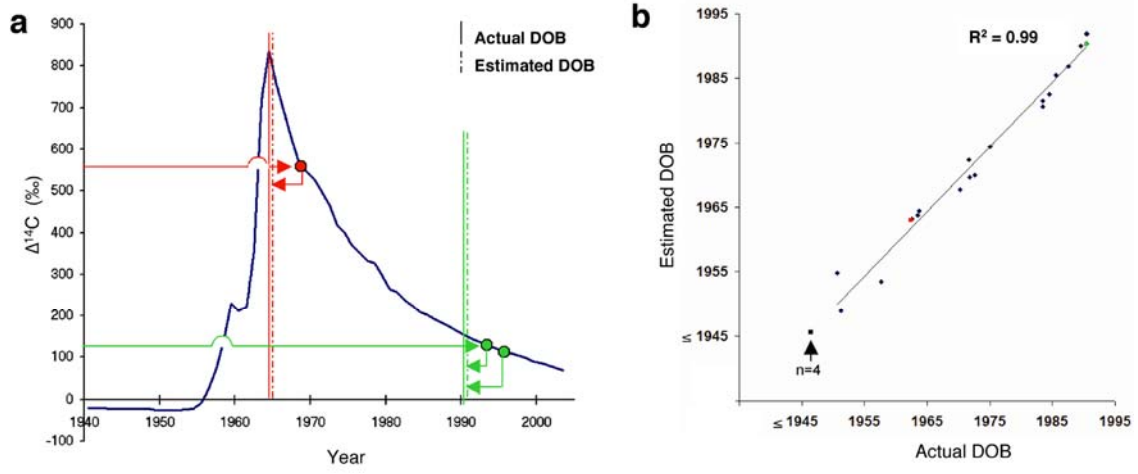 a
900
800
700
600
500
400
300
200
100
0
-100
Δ¹⁴C (‰)
1940 1950 1960 1970 1980 1990 2000
Year
Actual DOB
Estimated DOB
b
R² = 0.99
1995
1985
1975
1965
1955
≤ 1945
Estimated DOB
n=4
≤ 1945 1955 1965 1975 1985 1995
Actual DOB